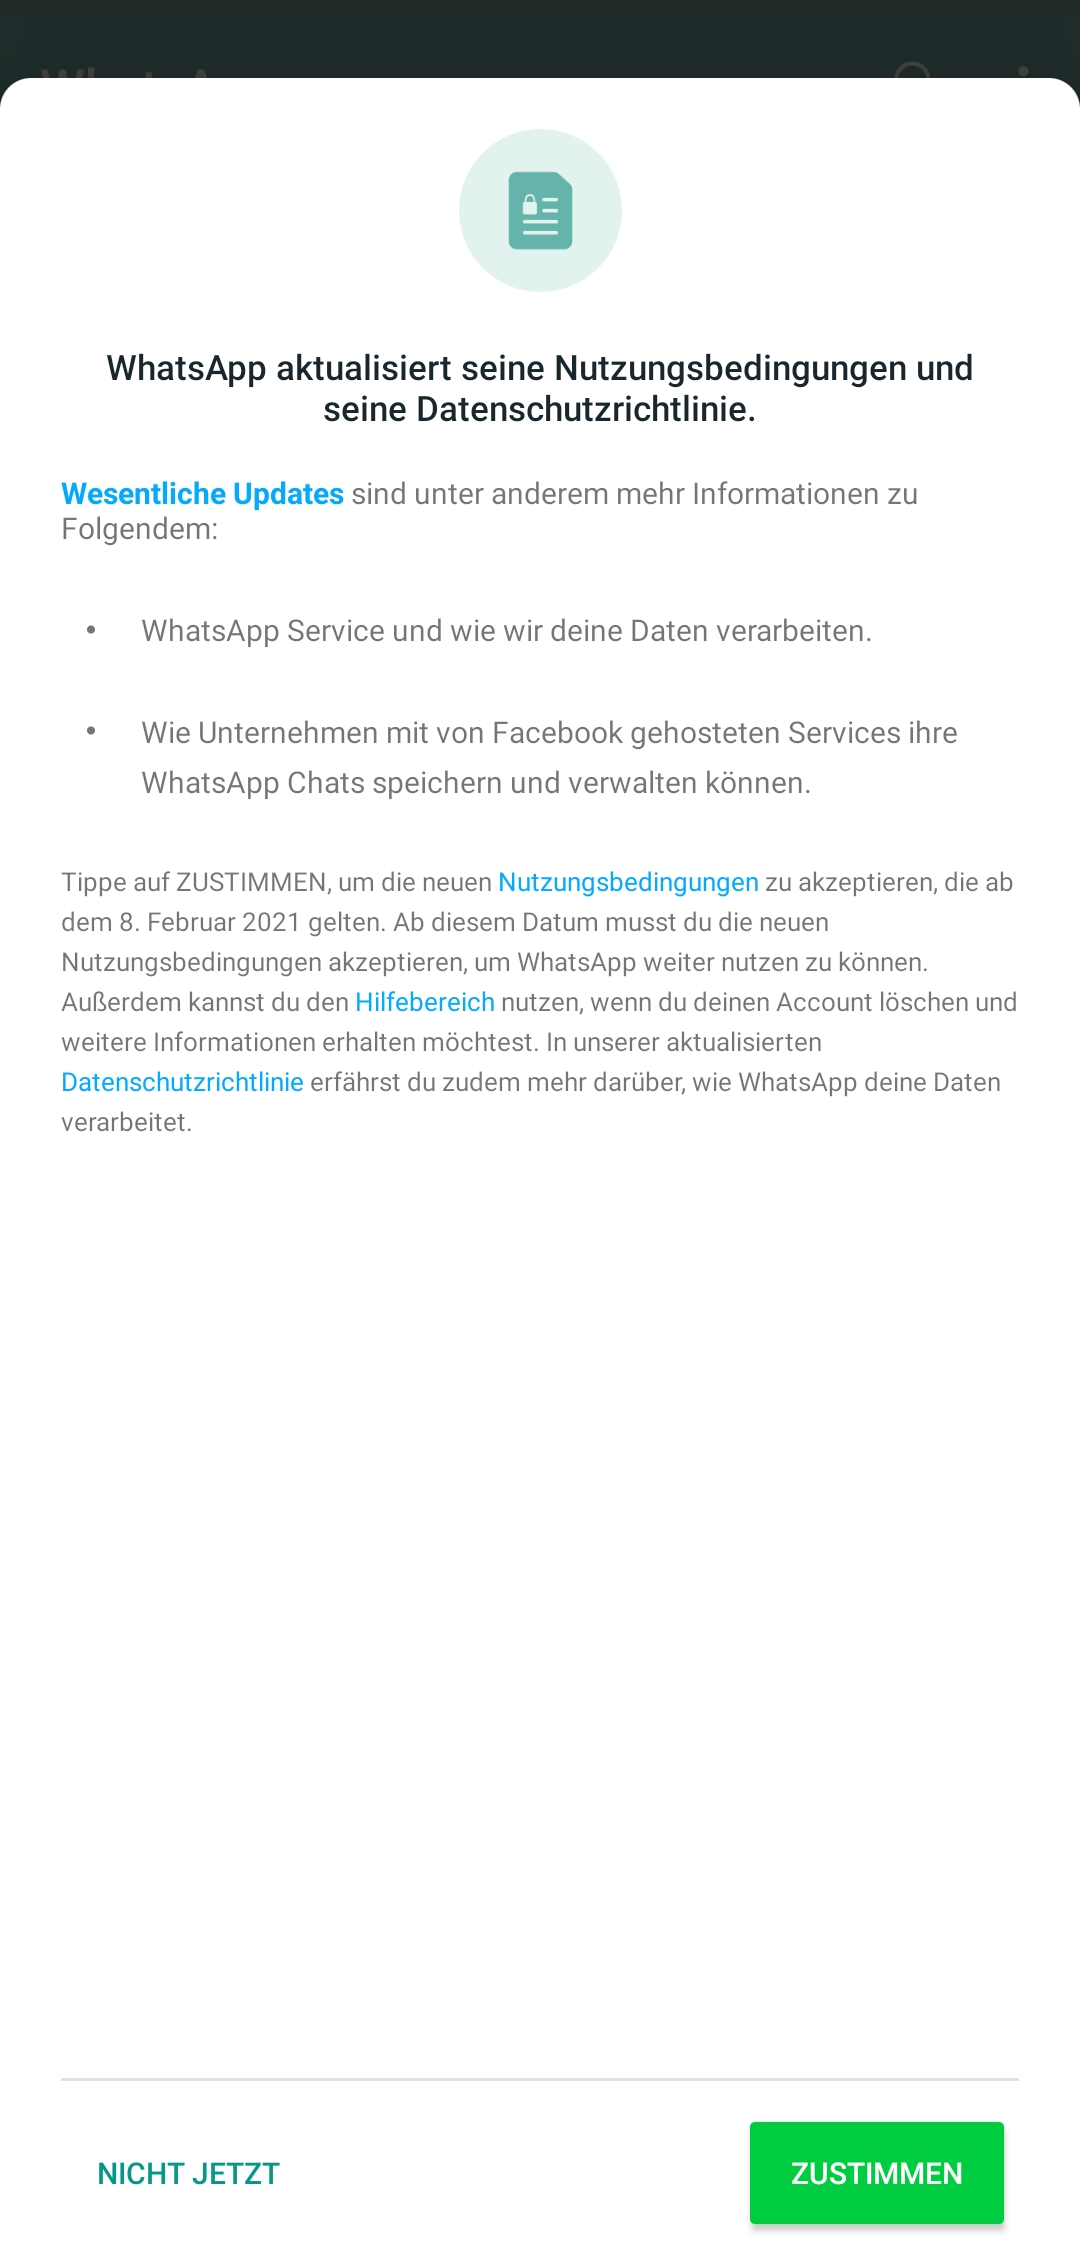 WhatsApp aktualisiert seine Nutzungsbedingungen und
seine Datenschutzrichtlinie.
Wesentliche Updates sind unter anderem mehr Informationen zu
Folgendem:
• WhatsApp Service und wie wir deine Daten verarbeiten.
• Wie Unternehmen mit von Facebook gehosteten Services ihre
WhatsApp Chats speichern und verwalten können.
Tippe auf ZUSTIMMEN, um die neuen Nutzungsbedingungen zu akzeptieren, die ab
dem 8. Februar 2021 gelten. Ab diesem Datum musst du die neuen
Nutzungsbedingungen akzeptieren, um WhatsApp weiter nutzen zu können.
Außerdem kannst du den Hilfebereich nutzen, wenn du deinen Account löschen und
weitere Informationen erhalten möchtest. In unserer aktualisierten
Datenschutzrichtlinie erfährst du zudem mehr darüber, wie WhatsApp deine Daten
verarbeitet.
NICHT JETZT
ZUSTIMMEN